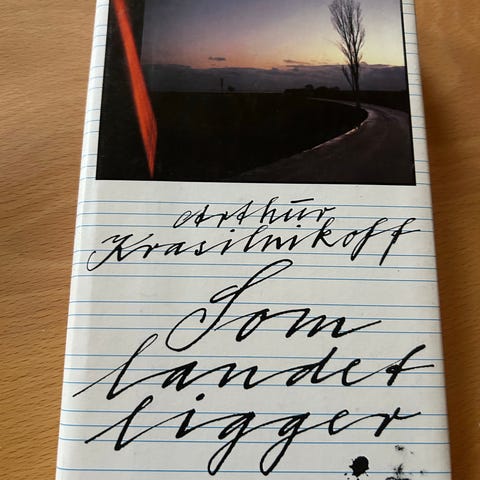 Arthur
Krasilnikoff
Som
landet
ligger